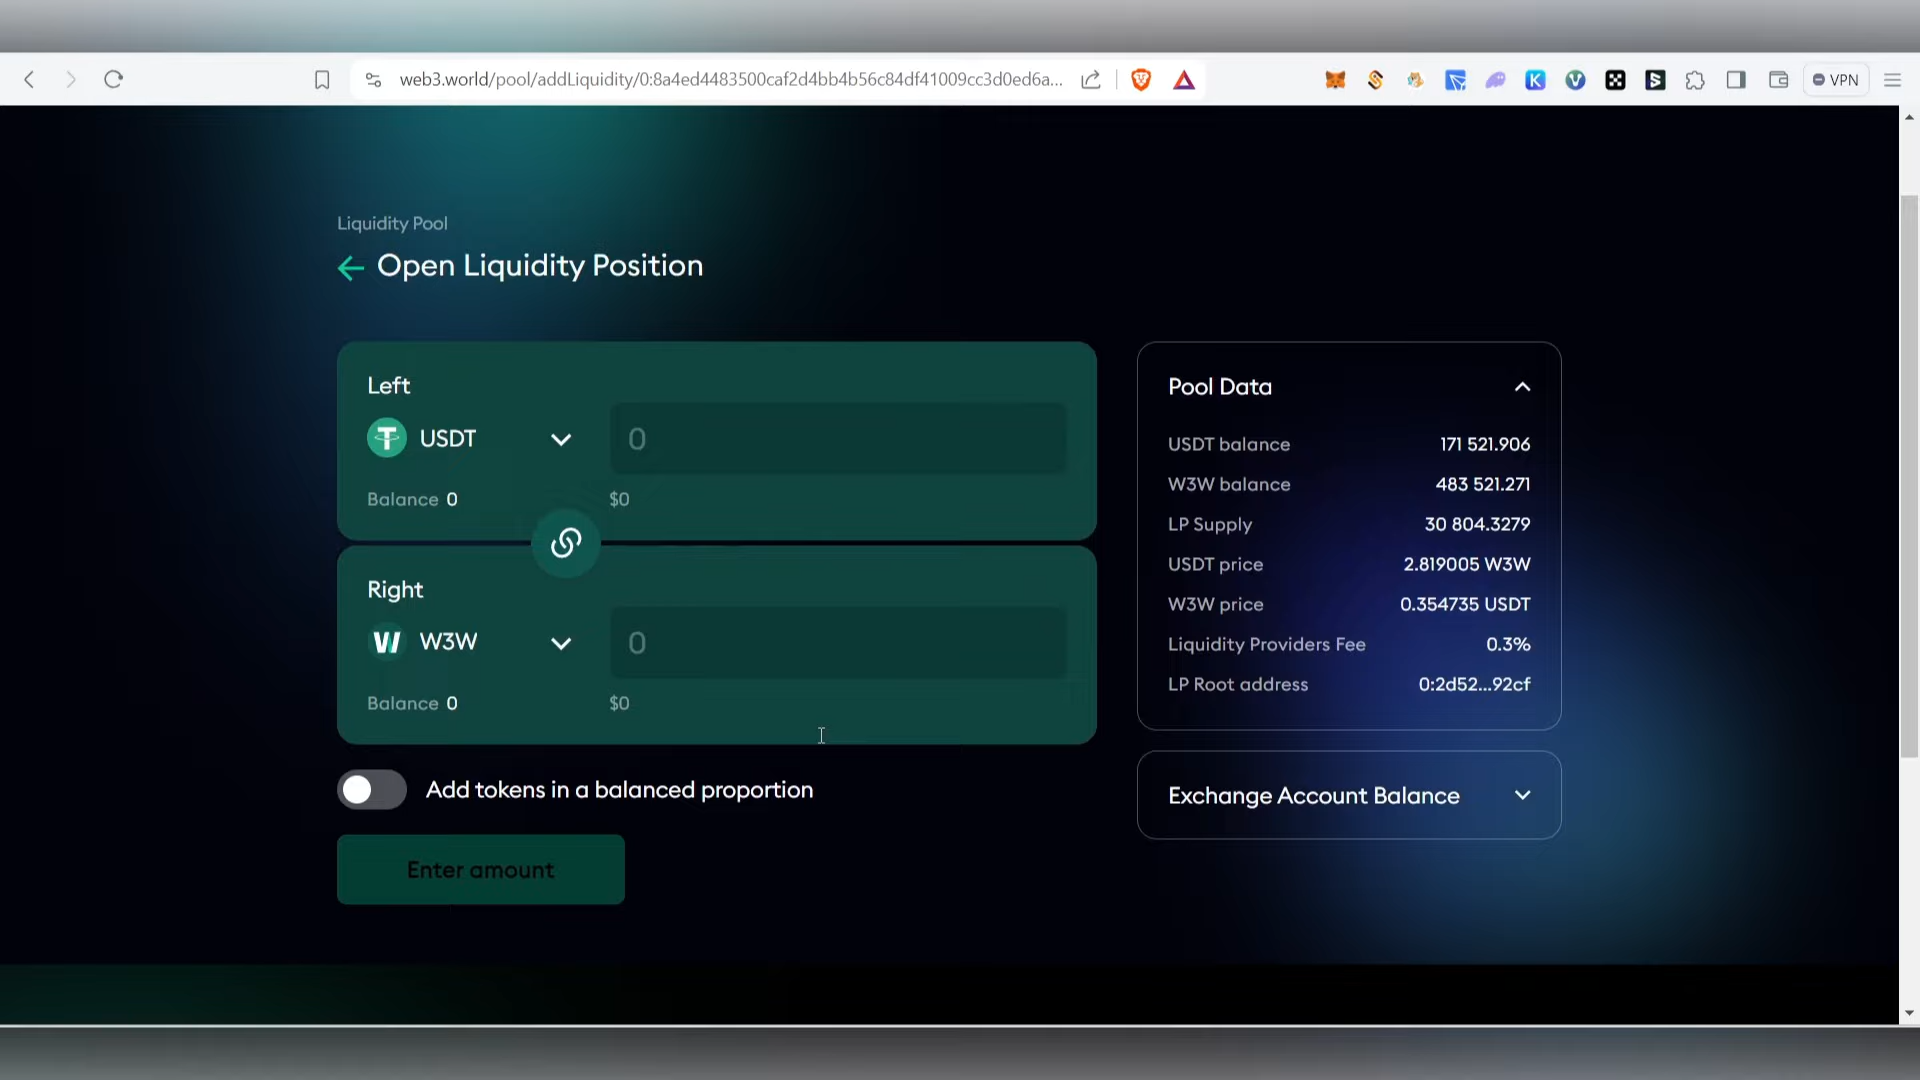 web3.world/pool/addLiquidity/0:8a4ed4483500caf2d4bb4b56c84df41009cc3d0ed6a...
VPN
Liquidity Pool
Open Liquidity Position
Left
USDT
0
Balance 0
$0
Right
W3W
0
Balance 0
$0
Add tokens in a balanced proportion
Enter amount
Pool Data
USDT balance 171 521.906
W3W balance 483 521.271
LP Supply 30 804.3279
USDT price 2.819005 W3W
W3W price 0.354735 USDT
Liquidity Providers Fee 0.3%
LP Root address 0:2d52...92cf
Exchange Account Balance